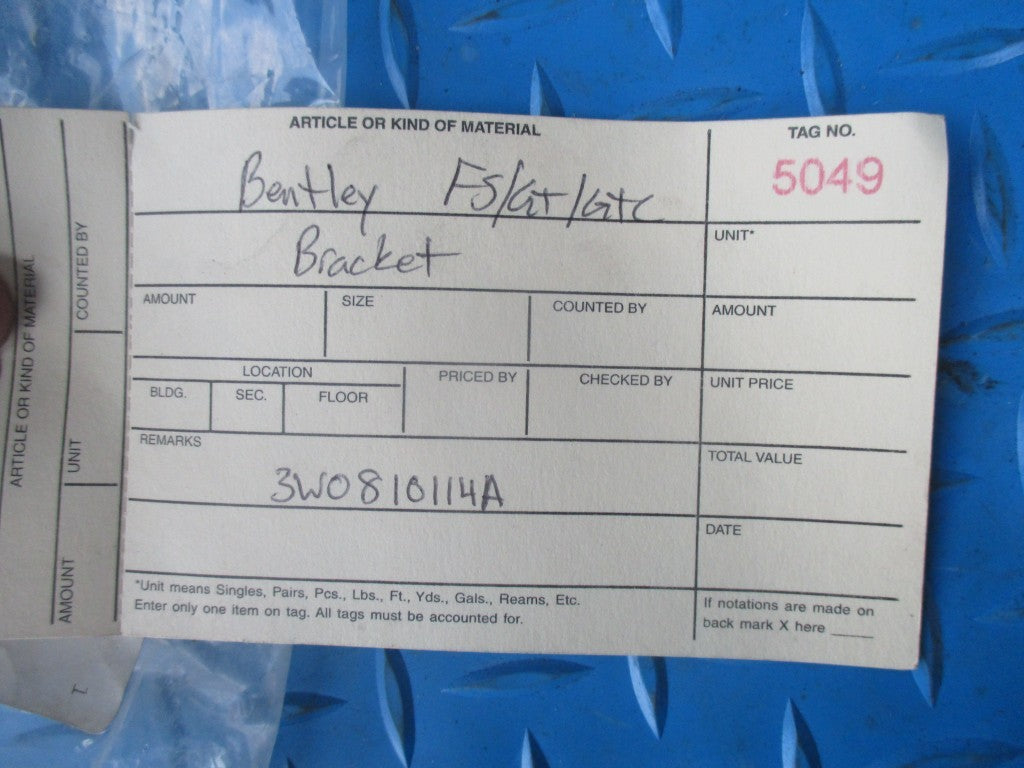 ARTICLE OR KIND OF MATERIAL
TAG NO.
Bentley FS/GT/GTC
5049
Bracket
UNIT*
AMOUNT
SIZE
COUNTED BY
AMOUNT
LOCATION
PRICED BY
CHECKED BY
UNIT PRICE
BLDG.
SEC.
FLOOR
REMARKS
TOTAL VALUE
3W0810114A
DATE
*Unit means Singles, Pairs, Pcs., Lbs., Ft., Yds., Gals., Reams, Etc.
Enter only one item on tag. All tags must be accounted for.
If notations are made on
back mark X here _____
ARTICLE OR KIND OF MATERIAL
COUNTED BY
UNIT
AMOUNT